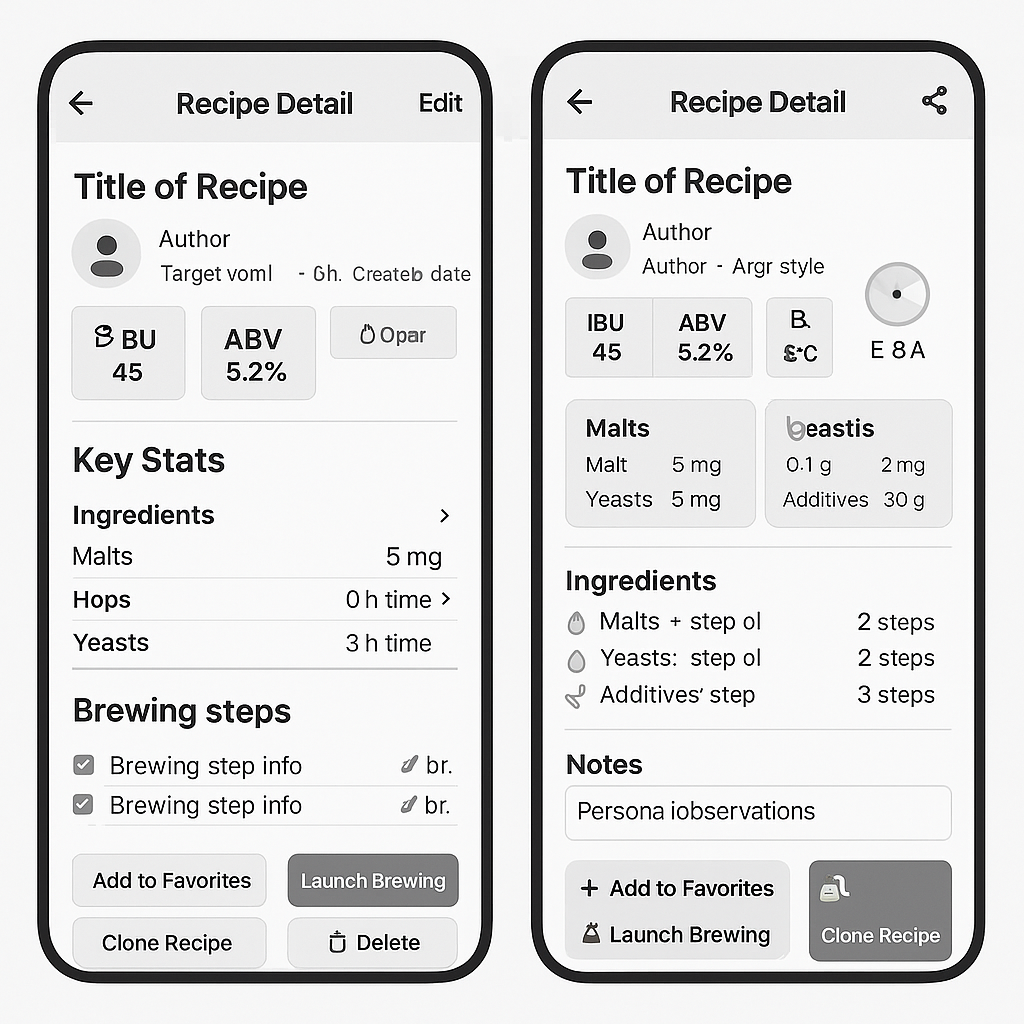 Recipe Detail
Edit
Title of Recipe
Author
Target voml - 6h. Createb date
BU
45
ABV
5.2%
Opar
Key Stats
Ingredients
Malts 5 mg
Hops 0 h time
Yeasts 3 h time
Brewing steps
Brewing step info br.
Brewing step info br.
Add to Favorites
Launch Brewing
Clone Recipe
Delete
Recipe Detail
Title of Recipe
Author
Author - Argr style
IBU
45
ABV
5.2%
B.
E 8 A
Malts
Malt 5 mg
Yeasts 5 mg
beastis
0.1 g 2 mg
Additives 30 g
Ingredients
Malts + step ol 2 steps
Yeasts: step ol 2 steps
Additives’ step 3 steps
Notes
Persona iobservations
+ Add to Favorites
Launch Brewing
Clone Recipe